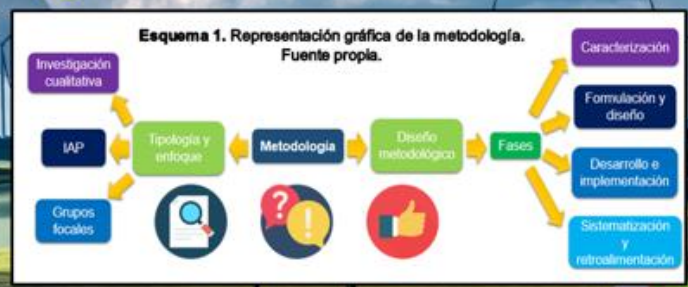 Esquema 1. Representación gráfica de la metodología.
Fuente propia.
Investigación
cualitativa
IAP
Grupos
focales
Tipología y
enfoque
Metodología
Diseño
metodológico
Fases
Caracterización
Formulación y
diseño
Desarrollo e
implementación
Sistematización
y
retroalimentación